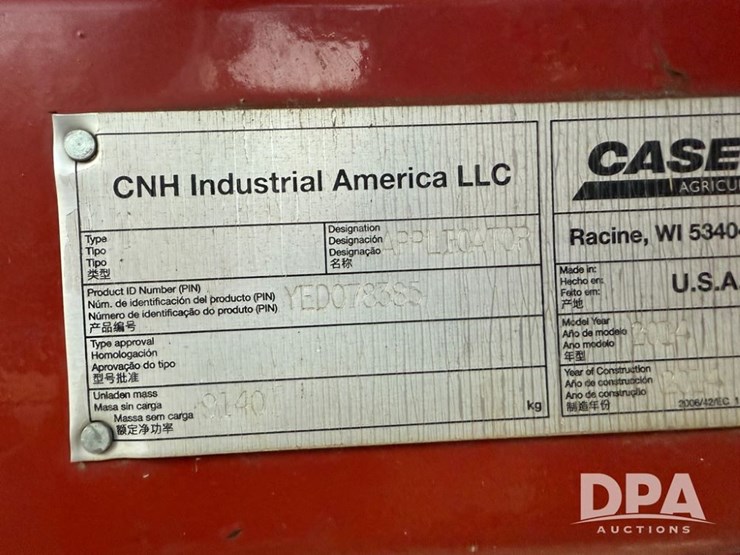 CNH Industrial America LLC
Type
Tipo
Tipo
类型
Designation
Designación
Designação
名称
APPLICATOR
Product ID Number (PIN)
Núm. de identificación del producto (PIN)
Número de identificação do produto (PIN)
产品编号
Type approval
Homologación
Aprovação do tipo
型号批准
Unladen mass
Masa sin carga
Massa sem carga
额定净功率
9140
kg
CASE
AGRICU
Racine, WI 5340
Made in:
Hecho en:
Feito em:
产地
U.S.A.
Model Year
Año de modelo
Ano modelo
年型
Year of Construction
Año de construcción
Ano de construção
制造年份
2006/42/EC
DPA
AUCTIONS